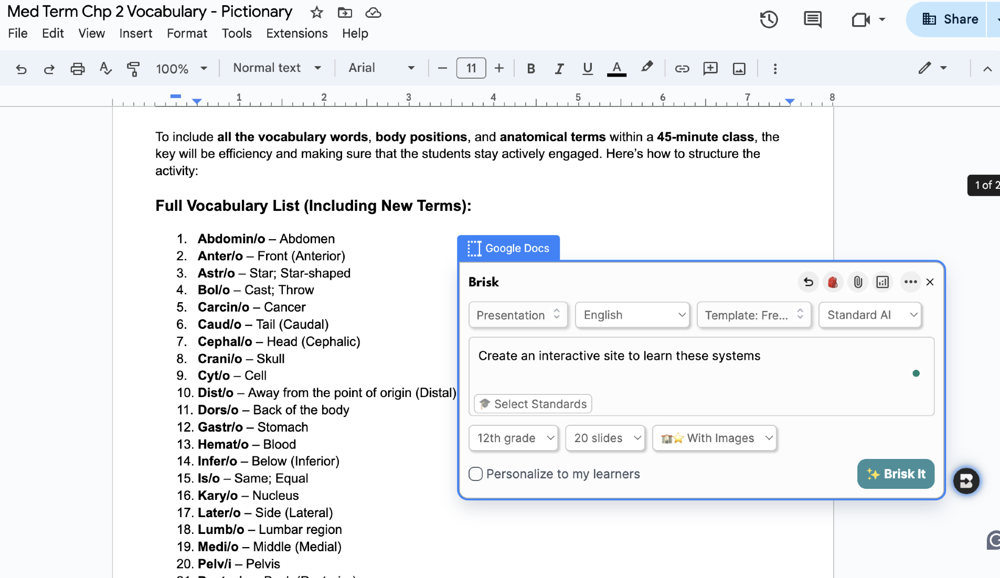 Med Term Chp 2 Vocabulary - Pictionary
File Edit View Insert Format Tools Extensions Help
Share
100% Normal text Arial 11 B I U A
1 2 3 4 5 6 7 8
To include all the vocabulary words, body positions, and anatomical terms within a 45-minute class, the
key will be efficiency and making sure that the students stay actively engaged. Here’s how to structure the
activity:
1 of 2
Full Vocabulary List (Including New Terms):
1. Abdomin/o – Abdomen
2. Anter/o – Front (Anterior)
3. Astr/o – Star; Star-shaped
4. Bol/o – Cast; Throw
5. Carcin/o – Cancer
6. Caud/o – Tail (Caudal)
7. Cephal/o – Head (Cephalic)
8. Crani/o – Skull
9. Cyt/o – Cell
10. Dist/o – Away from the point of origin (Distal)
11. Dors/o – Back of the body
12. Gastr/o – Stomach
13. Hemat/o – Blood
14. Infer/o – Below (Inferior)
15. Is/o – Same; Equal
16. Kary/o – Nucleus
17. Later/o – Side (Lateral)
18. Lumb/o – Lumbar region
19. Medi/o – Middle (Medial)
20. Pelv/i – Pelvis
Google Docs
Brisk
Presentation English Template: Fre... Standard AI
Create an interactive site to learn these systems
Select Standards
12th grade 20 slides With Images
Personalize to my learners
Brisk It